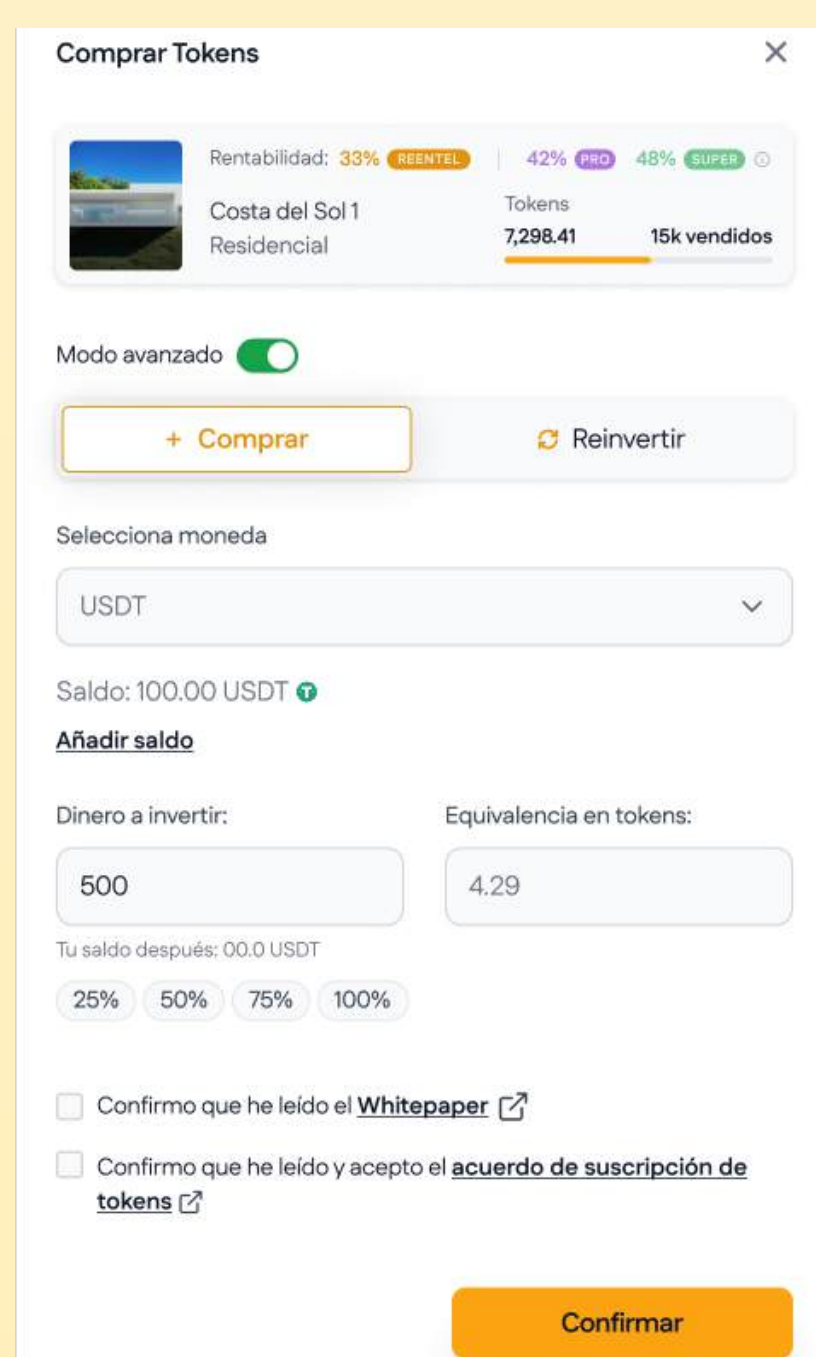 Comprar Tokens
Rentabilidad: 33% REENTEL 42% PRO 48% SUPER
Costa del Sol 1
Residencial
Tokens
7,298.41 15k vendidos
Modo avanzado
+ Comprar
Reinvertir
Selecciona moneda
USDT
Saldo: 100.00 USDT
Añadir saldo
Dinero a invertir:
500
Equivalencia en tokens:
4.29
Tu saldo después: 00.0 USDT
25% 50% 75% 100%
Confirmo que he leído el Whitepaper
Confirmo que he leído y acepto el acuerdo de suscripción de
tokens
Confirmar